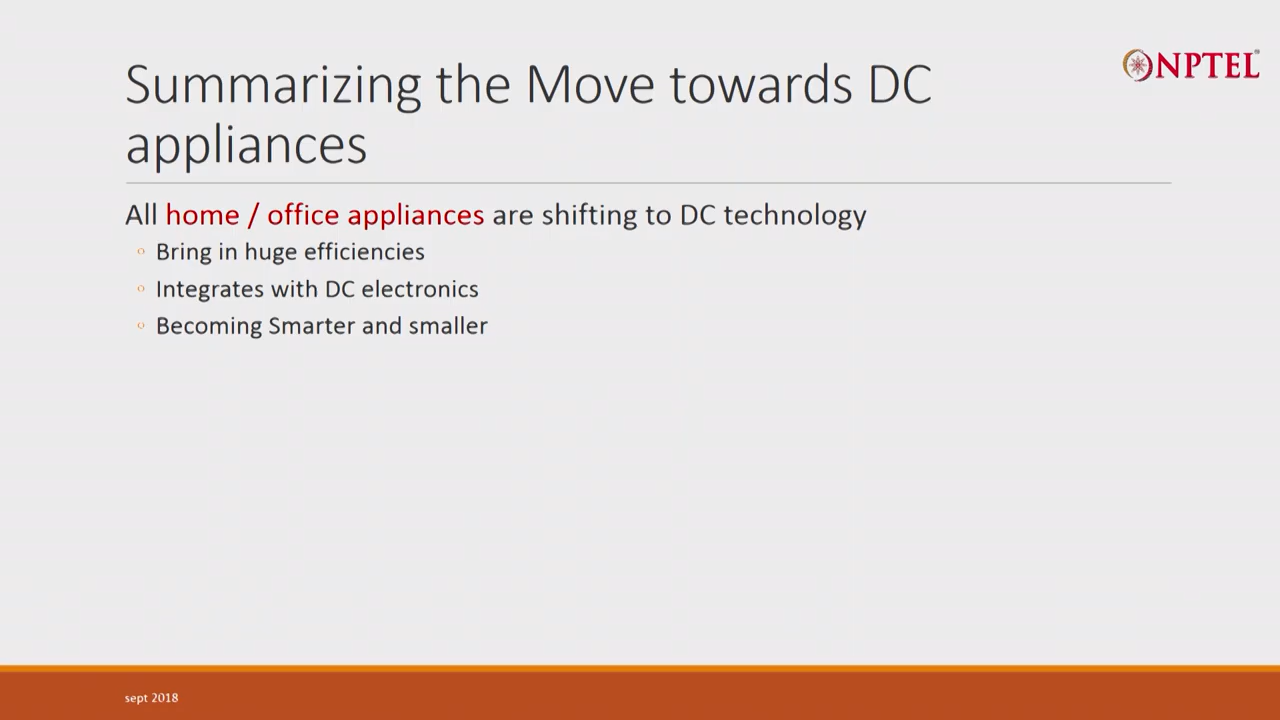 Summarizing the Move towards DC
appliances
NPTEL
All home / office appliances are shifting to DC technology
Bring in huge efficiencies
Integrates with DC electronics
Becoming Smarter and smaller
sept 2018